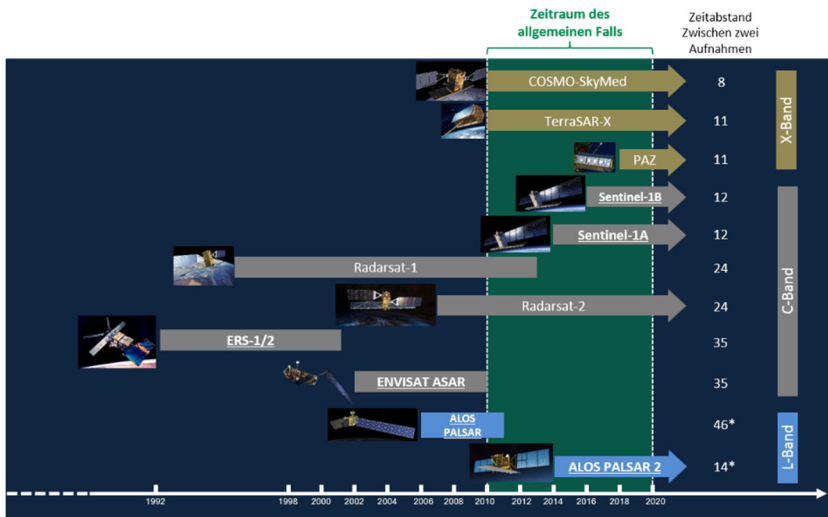 Zeitraum des
allgemeinen Falls
Zeitabstand
Zwischen zwei
Aufnahmen
COSMO-SkyMed
8
TerraSAR-X
11
PAZ
11
X-Band
Sentinel-1B
12
Sentinel-1A
12
Radarsat-1
24
Radarsat-2
24
ERS-1/2
35
ENVISAT ASAR
35
C-Band
ALOS
PALSAR
46*
ALOS PALSAR 2
14*
L-Band
1992
1998
2000
2002
2004
2006
2008
2010
2012
2014
2016
2018
2020